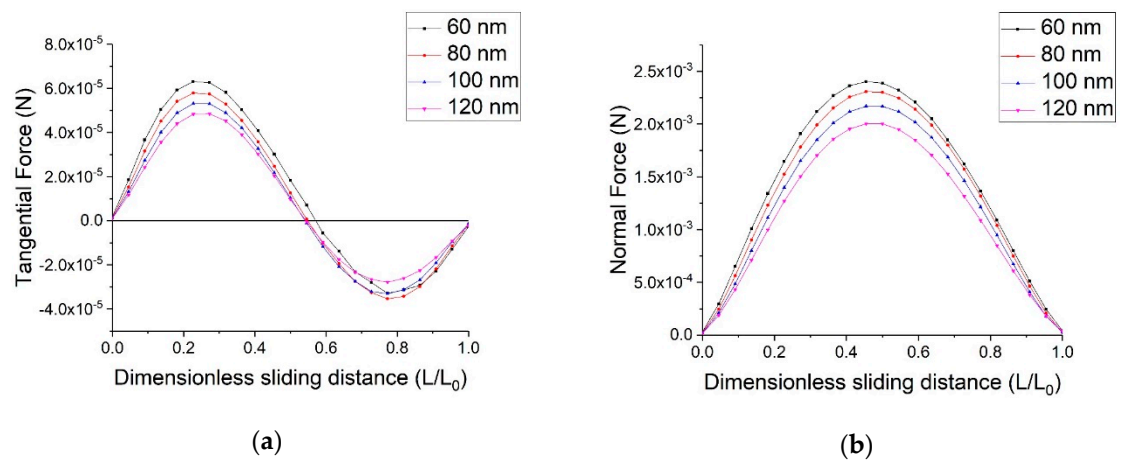 60 nm
80 nm
100 nm
120 nm
8.0x10⁻⁵
6.0x10⁻⁵
4.0x10⁻⁵
2.0x10⁻⁵
0.0
-2.0x10⁻⁵
-4.0x10⁻⁵
Tangential Force (N)
0.0 0.2 0.4 0.6 0.8 1.0
Dimensionless sliding distance (L/L₀)
(a)
60 nm
80 nm
100 nm
120 nm
2.5x10⁻³
2.0x10⁻³
1.5x10⁻³
1.0x10⁻³
5.0x10⁻⁴
0.0
Normal Force (N)
0.0 0.2 0.4 0.6 0.8 1.0
Dimensionless sliding distance (L/L₀)
(b)